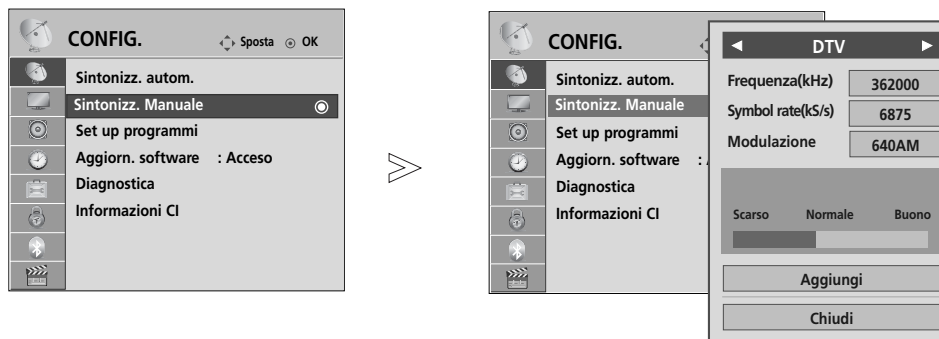 CONFIG. Sposta OK
Sintonizz. autom.
Sintonizz. Manuale
Set up programmi
Aggiorn. software : Acceso
Diagnostica
Informazioni CI
CONFIG.
Sintonizz. autom.
Sintonizz. Manuale
Set up programmi
Aggiorn. software :
Diagnostica
Informazioni CI
◄ DTV ►
Frequenza(kHz) 362000
Symbol rate(kS/s) 6875
Modulazione 640AM
Scarso Normale Buono
Aggiungi
Chiudi